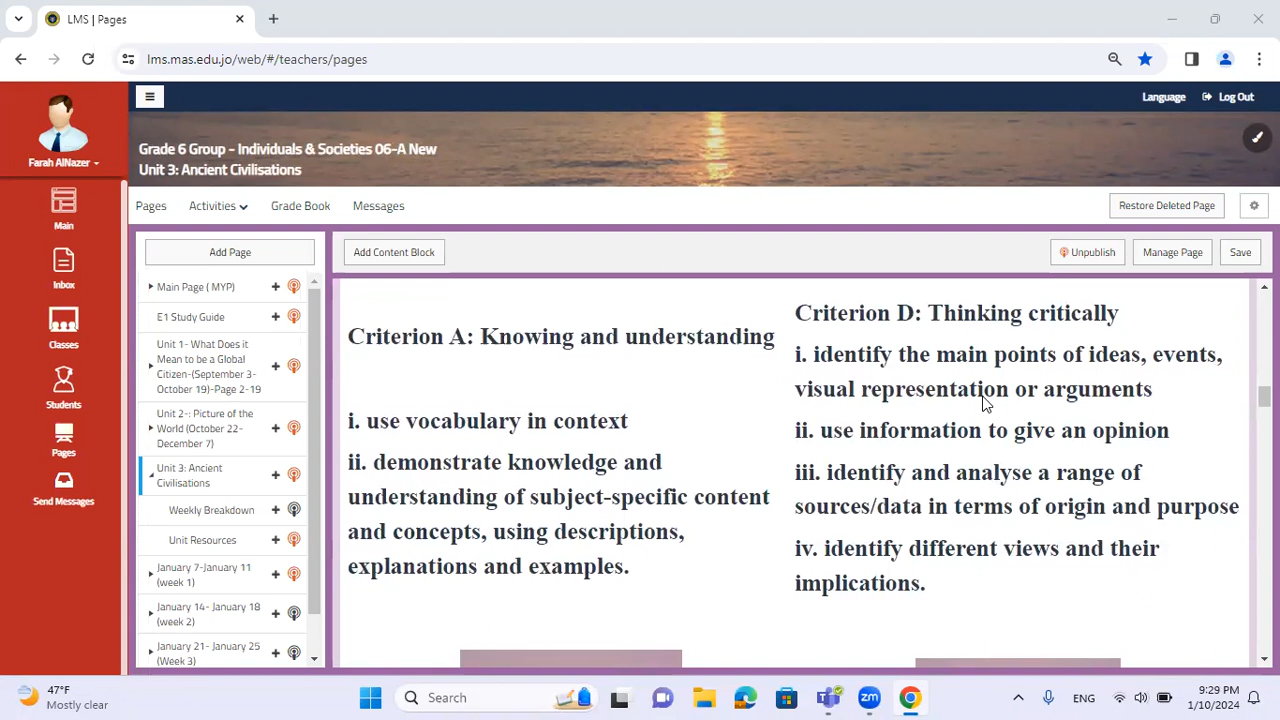 LMS | Pages
lms.mas.edu.jo/web/#/teachers/pages
Language
Log Out
Farah AlNazer
Grade 6 Group - Individuals & Societies 06-A New
Unit 3: Ancient Civilisations
Pages
Activities
Grade Book
Messages
Restore Deleted Page
Main
Inbox
Classes
Students
Pages
Send Messages
Add Page
Main Page ( MYP)
E1 Study Guide
Unit 1- What Does it
Mean to be a Global
Citizen-(September 3-
October 19)-Page 2-19
Unit 2-: Picture of the
World (October 22-
December 7)
Unit 3: Ancient
Civilisations
Weekly Breakdown
Unit Resources
January 7-January 11
(week 1)
January 14- January 18
(week 2)
January 21- January 25
(Week 3)
Add Content Block
Unpublish
Manage Page
Save
Criterion A: Knowing and understanding
i. use vocabulary in context
ii. demonstrate knowledge and
understanding of subject-specific content
and concepts, using descriptions,
explanations and examples.
Criterion D: Thinking critically
i. identify the main points of ideas, events,
visual representation or arguments
ii. use information to give an opinion
iii. identify and analyse a range of
sources/data in terms of origin and purpose
iv. identify different views and their
implications.
47°F
Mostly clear
Search
ENG
9:29 PM
1/10/2024